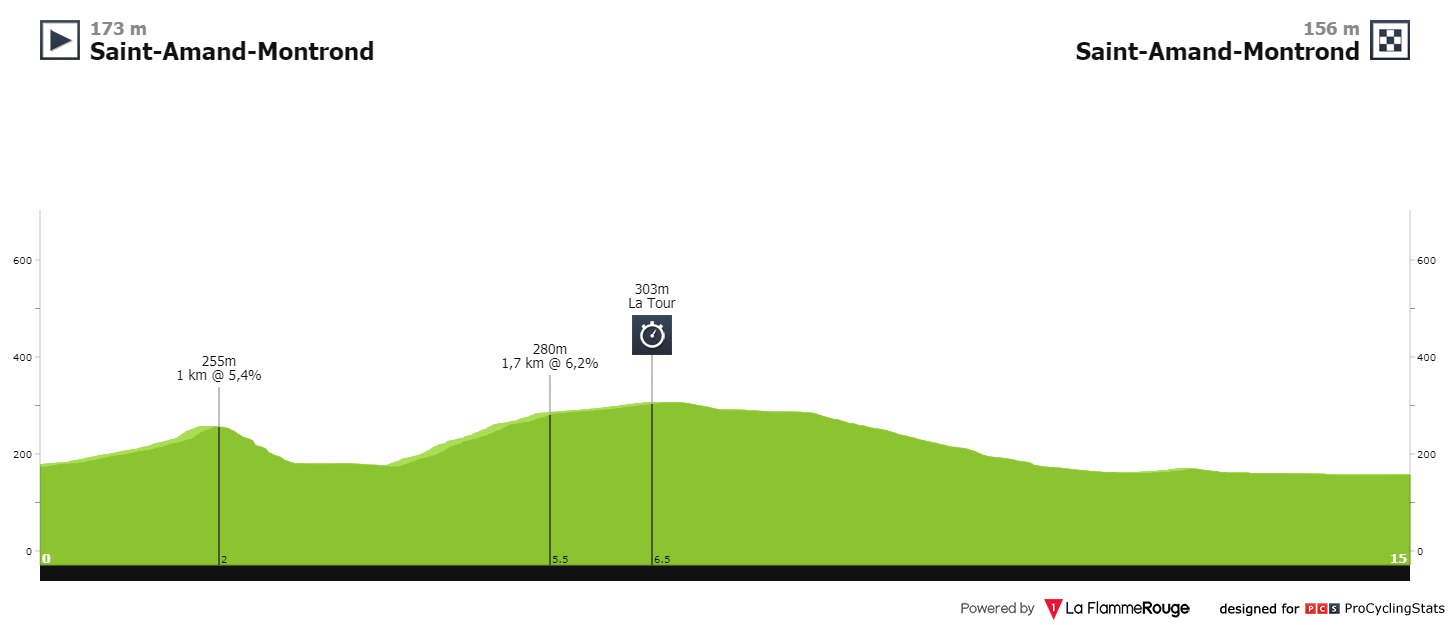 173 m
Saint-Amand-Montrond
156 m
Saint-Amand-Montrond
600
400
200
0
600
400
200
0
255m
1 km @ 5,4%
280m
1,7 km @ 6,2%
303m
La Tour
0
2
5.5
6.5
15
Powered by 1 La FlammeRouge designed for PCS ProCyclingStats